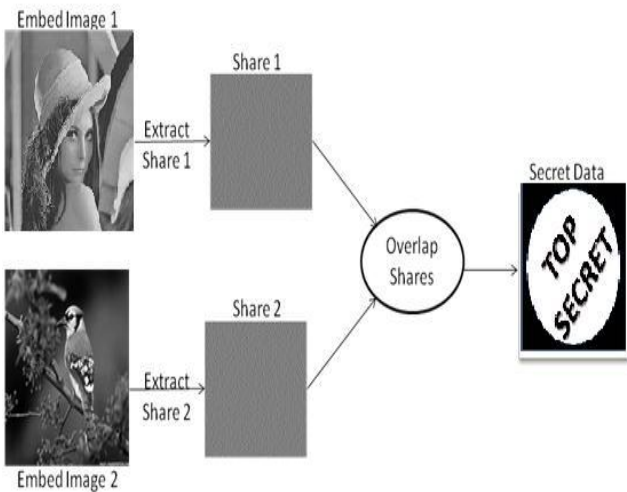 Embed Image 1
Extract
Share 1
Share 1
Embed Image 2
Extract
Share 2
Share 2
Overlap
Shares
Secret Data
TOP
SECRET